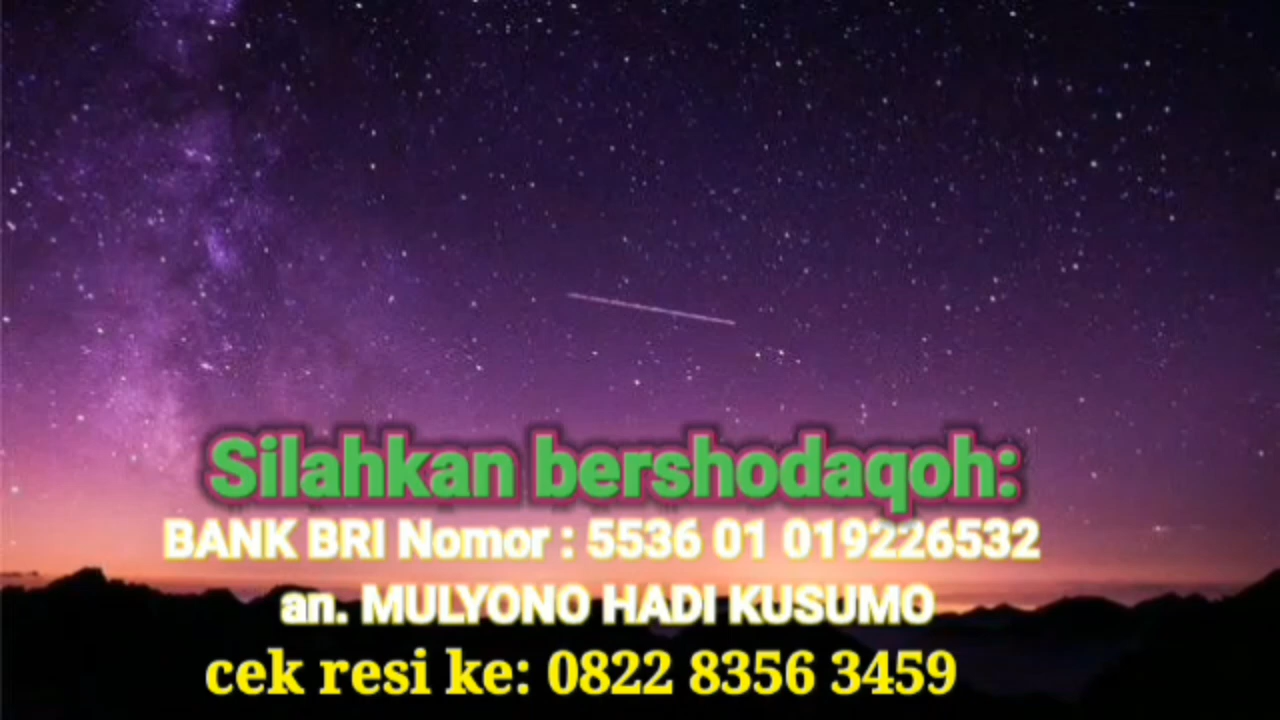 Silahkan bershodaqoh:
BANK BRI Nomor : 5536 01 019226532
an. MULYONO HADI KUSUMO
cek resi ke: 0822 8356 3459